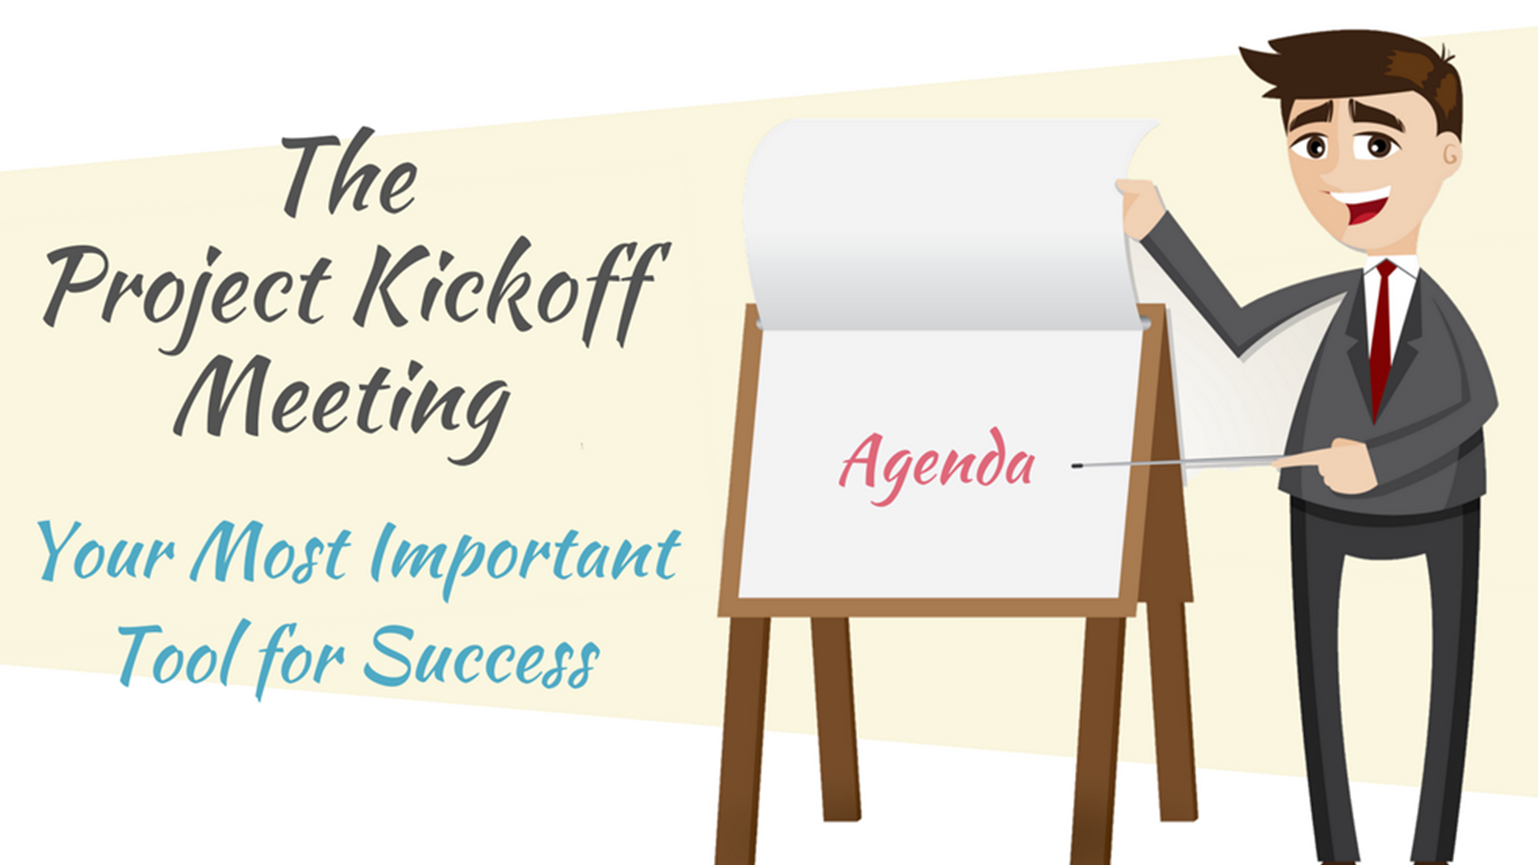 The
Project Kickoff
Meeting
Your Most Important
Tool for Success
Agenda